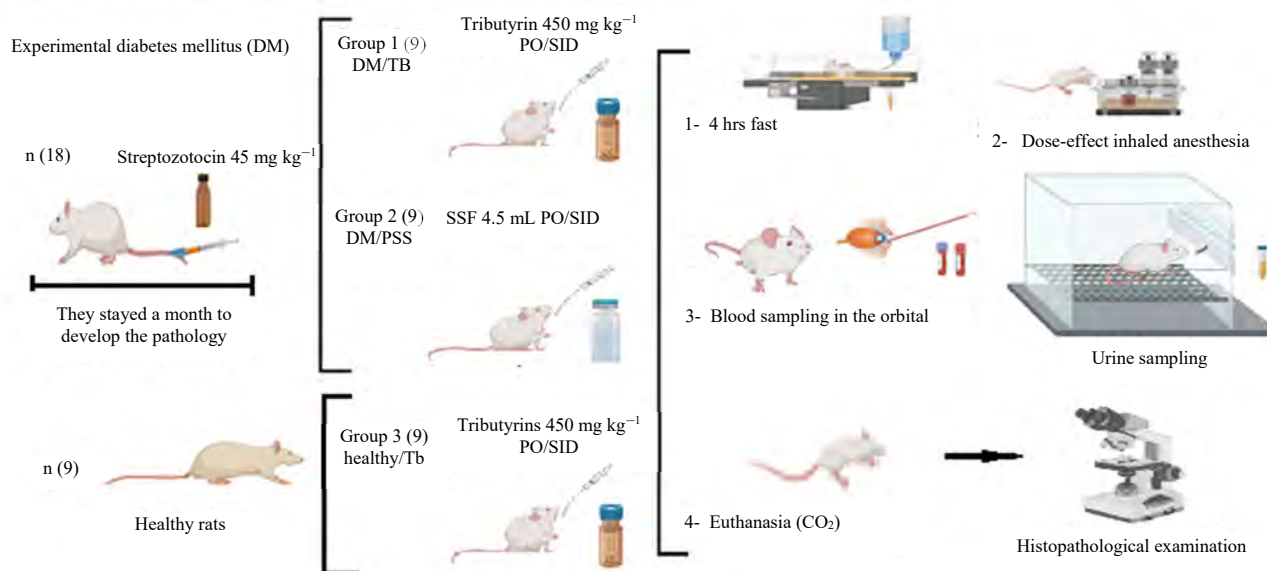 Experimental diabetes mellitus (DM)
n (18)
Streptozotocin 45 mg kg⁻¹
They stayed a month to
develop the pathology
n (9)
Healthy rats
Group 1 (9)
DM/TB
Tributyrin 450 mg kg⁻¹
PO/SID
Group 2 (9)
DM/PSS
SSF 4.5 mL PO/SID
Group 3 (9)
healthy/Tb
Tributyrins 450 mg kg⁻¹
PO/SID
1- 4 hrs fast
2- Dose-effect inhaled anesthesia
3- Blood sampling in the orbital
Urine sampling
4- Euthanasia (CO₂)
Histopathological examination